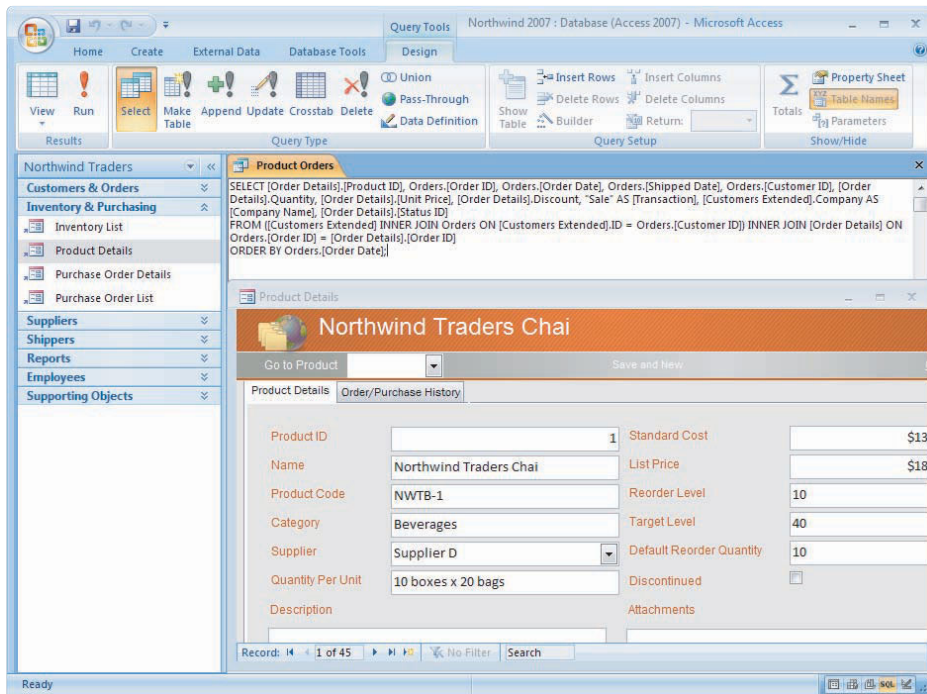 Query Tools
Northwind 2007 : Database (Access 2007) - Microsoft Access
Home Create External Data Database Tools Design
View
Run
Select
Make Table
Append
Update
Crosstab
Delete
Union
Pass-Through
Data Definition
Show Table
Insert Rows
Delete Rows
Builder
Insert Columns
Delete Columns
Return:
Totals
Property Sheet
Table Names
Parameters
Results
Query Type
Query Setup
Show/Hide
Northwind Traders
Customers & Orders
Inventory & Purchasing
Inventory List
Product Details
Purchase Order Details
Purchase Order List
Suppliers
Shippers
Reports
Employees
Supporting Objects
Product Orders
SELECT [Order Details].[Product ID], Orders.[Order ID], Orders.[Order Date], Orders.[Shipped Date], Orders.[Customer ID], [Order
Details].Quantity, [Order Details].[Unit Price], [Order Details].Discount, "Sale" AS [Transaction], [Customers Extended].Company AS
[Company Name], [Order Details].[Status ID]
FROM ([Customers Extended] INNER JOIN Orders ON [Customers Extended].ID = Orders.[Customer ID]) INNER JOIN [Order Details] ON
Orders.[Order ID] = [Order Details].[Order ID]
ORDER BY Orders.[Order Date];
Product Details
Northwind Traders Chai
Go to Product
Save and New
Product Details
Order/Purchase History
Product ID 1
Name Northwind Traders Chai
Product Code NWTB-1
Category Beverages
Supplier Supplier D
Quantity Per Unit 10 boxes x 20 bags
Description
Standard Cost $13
List Price $18
Reorder Level 10
Target Level 40
Default Reorder Quantity 10
Discontinued
Attachments
Record: 1 of 45 No Filter Search
Ready
SQL